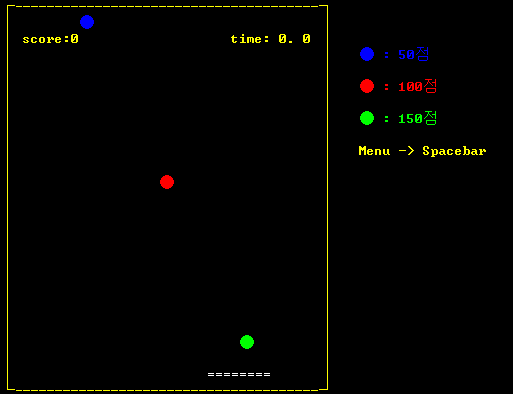 score:0
time: 0. 0
: 50점
: 100점
: 150점
Menu -> Spacebar
========